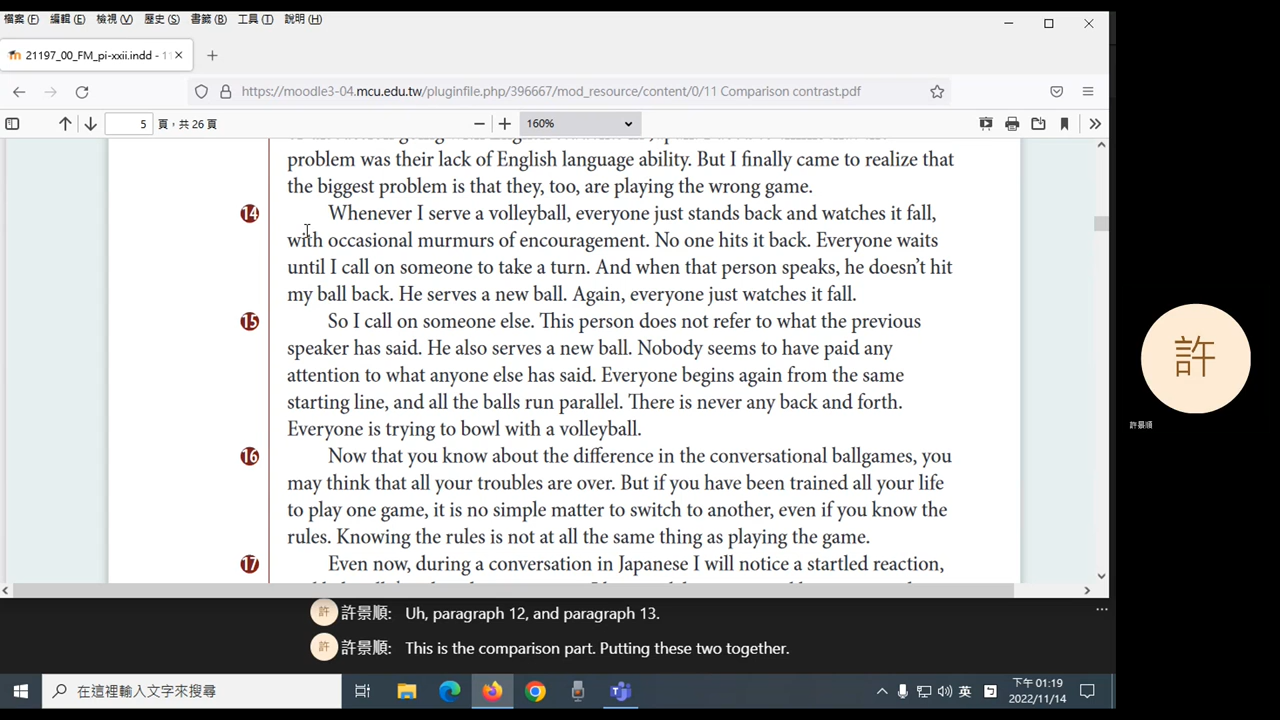 檔案(F) 編輯(E) 檢視(V) 歷史(S) 書籤(B) 工具(T) 說明(H)
21197_00_FM_pi-xxii.indd - 11
https://moodle3-04.mcu.edu.tw/pluginfile.php/396667/mod_resource/content/0/11 Comparison contrast.pdf
5 頁，共 26 頁
160%
problem was their lack of English language ability. But I finally came to realize that
the biggest problem is that they, too, are playing the wrong game.
14 Whenever I serve a volleyball, everyone just stands back and watches it fall,
with occasional murmurs of encouragement. No one hits it back. Everyone waits
until I call on someone to take a turn. And when that person speaks, he doesn’t hit
my ball back. He serves a new ball. Again, everyone just watches it fall.
15 So I call on someone else. This person does not refer to what the previous
speaker has said. He also serves a new ball. Nobody seems to have paid any
attention to what anyone else has said. Everyone begins again from the same
starting line, and all the balls run parallel. There is never any back and forth.
Everyone is trying to bowl with a volleyball.
16 Now that you know about the difference in the conversational ballgames, you
may think that all your troubles are over. But if you have been trained all your life
to play one game, it is no simple matter to switch to another, even if you know the
rules. Knowing the rules is not at all the same thing as playing the game.
17 Even now, during a conversation in Japanese I will notice a startled reaction,
許
許景順
許 許景順: Uh, paragraph 12, and paragraph 13.
許 許景順: This is the comparison part. Putting these two together.
在這裡輸入文字來搜尋
英
下午 01:19
2022/11/14